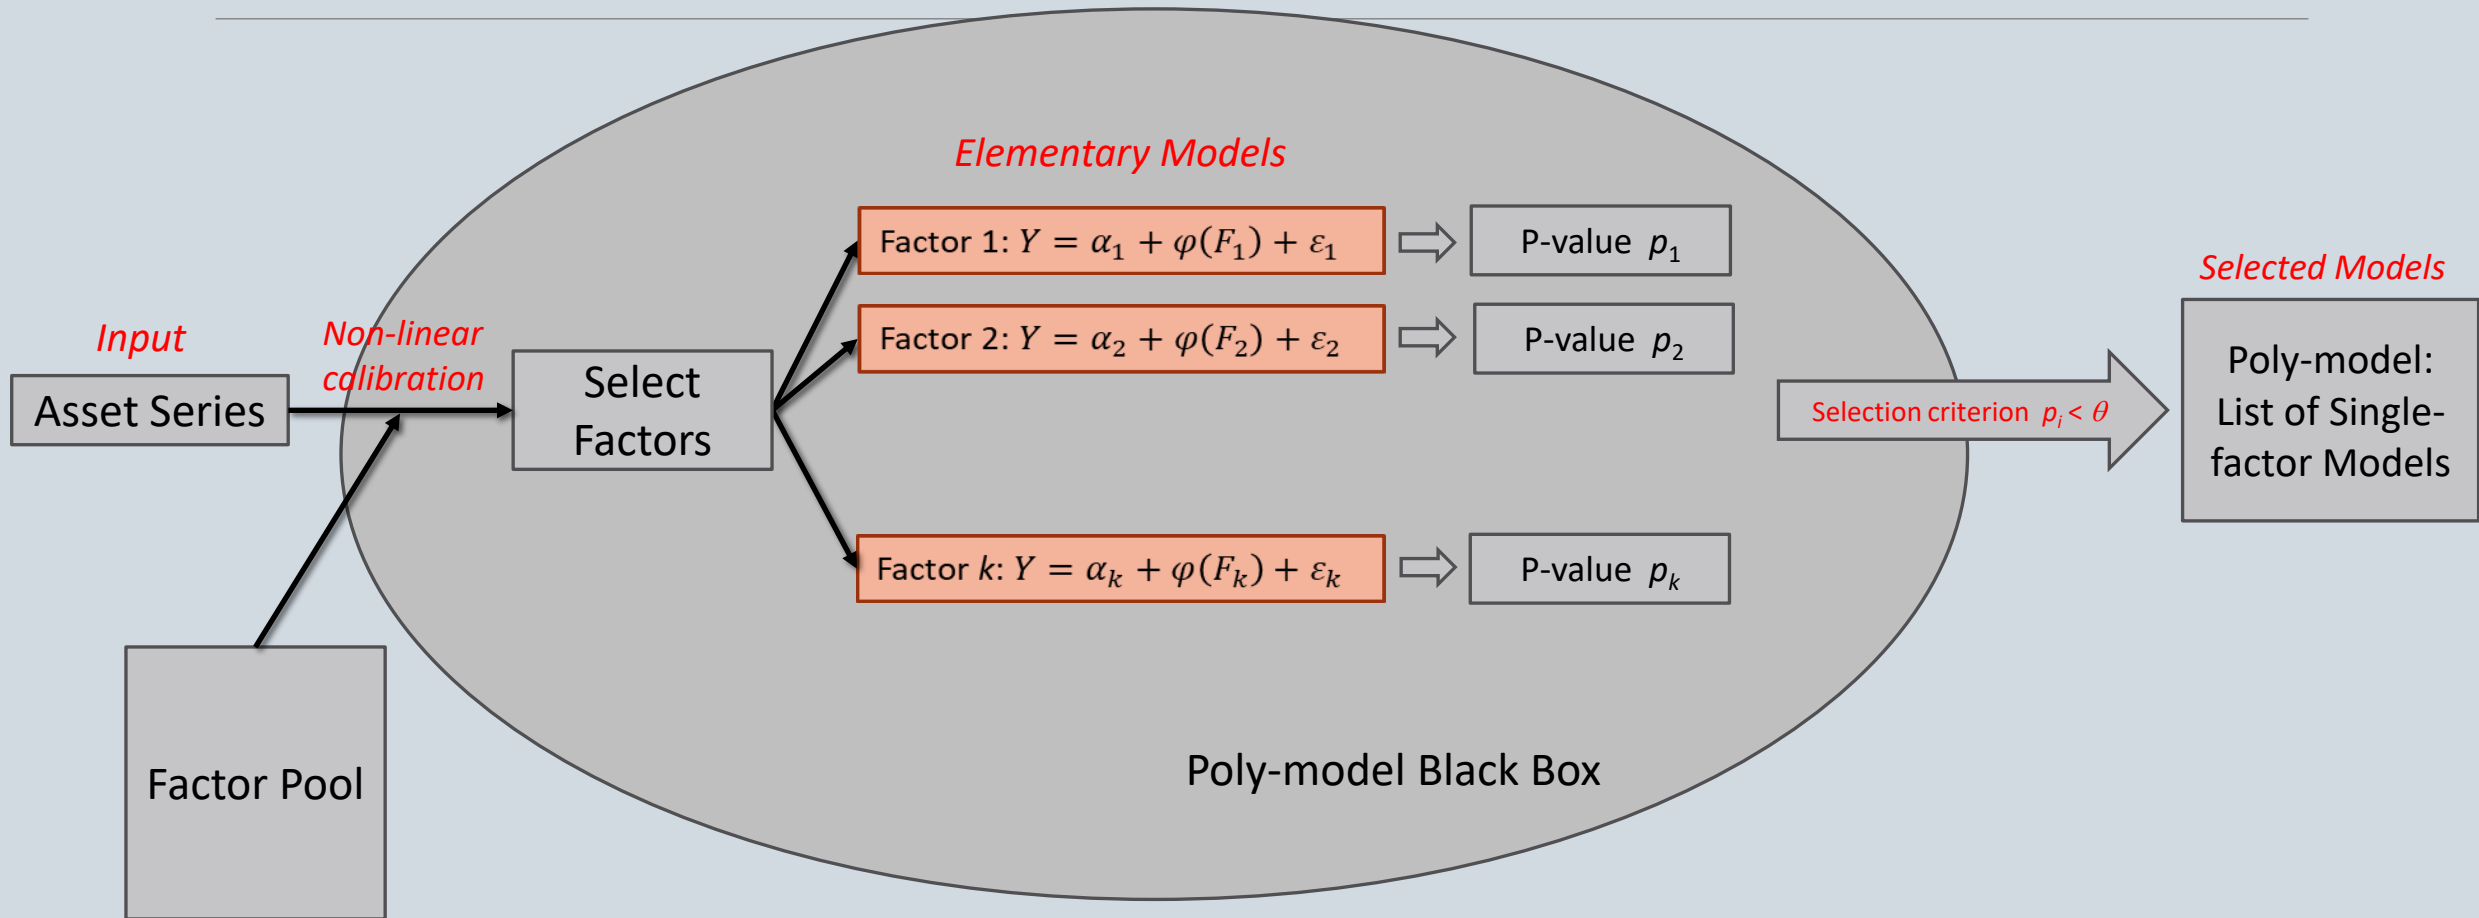 Input
Asset Series
Non-linear
calibration
Factor Pool
Select
Factors
Elementary Models
Factor 1: Y = α₁ + φ(F₁) + ε₁
P-value p₁
Factor 2: Y = α₂ + φ(F₂) + ε₂
P-value p₂
Factor k: Y = αₖ + φ(Fₖ) + εₖ
P-value pₖ
Poly-model Black Box
Selection criterion pᵢ < θ
Selected Models
Poly-model:
List of Single-
factor Models